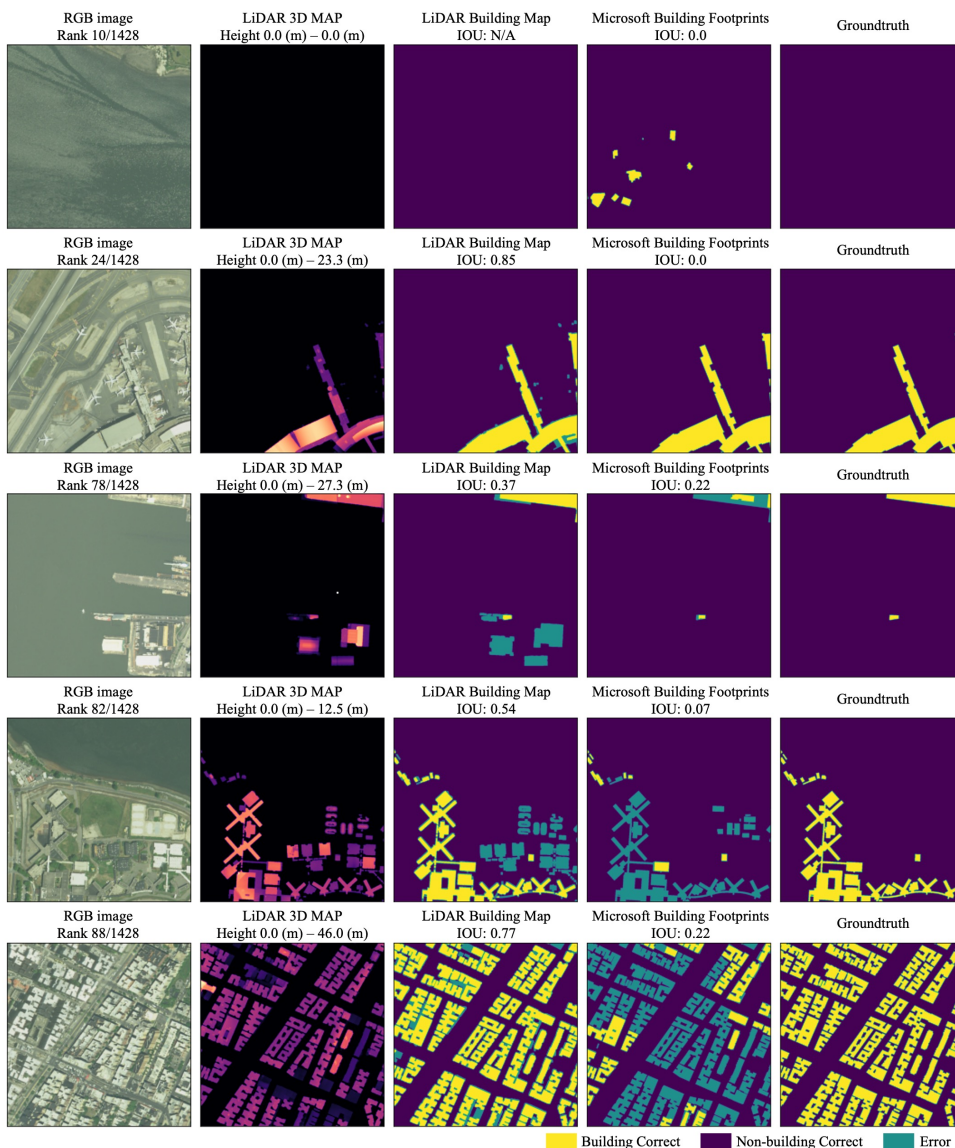 RGB image
Rank 10/1428
LiDAR 3D MAP
Height 0.0 (m) – 0.0 (m)
LiDAR Building Map
IOU: N/A
Microsoft Building Footprints
IOU: 0.0
Groundtruth
RGB image
Rank 24/1428
LiDAR 3D MAP
Height 0.0 (m) – 23.3 (m)
LiDAR Building Map
IOU: 0.85
Microsoft Building Footprints
IOU: 0.0
Groundtruth
RGB image
Rank 78/1428
LiDAR 3D MAP
Height 0.0 (m) – 27.3 (m)
LiDAR Building Map
IOU: 0.37
Microsoft Building Footprints
IOU: 0.22
Groundtruth
RGB image
Rank 82/1428
LiDAR 3D MAP
Height 0.0 (m) – 12.5 (m)
LiDAR Building Map
IOU: 0.54
Microsoft Building Footprints
IOU: 0.07
Groundtruth
RGB image
Rank 88/1428
LiDAR 3D MAP
Height 0.0 (m) – 46.0 (m)
LiDAR Building Map
IOU: 0.77
Microsoft Building Footprints
IOU: 0.22
Groundtruth
Building Correct
Non-building Correct
Error